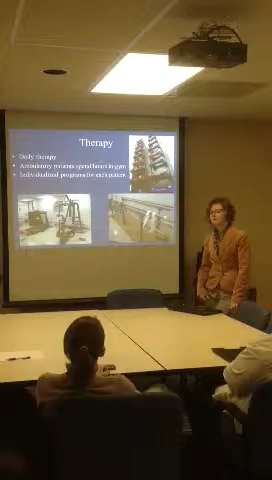 Therapy
• Daily therapy
• Ambulatory patients spend hours in gym
• Individualized programs for each patient